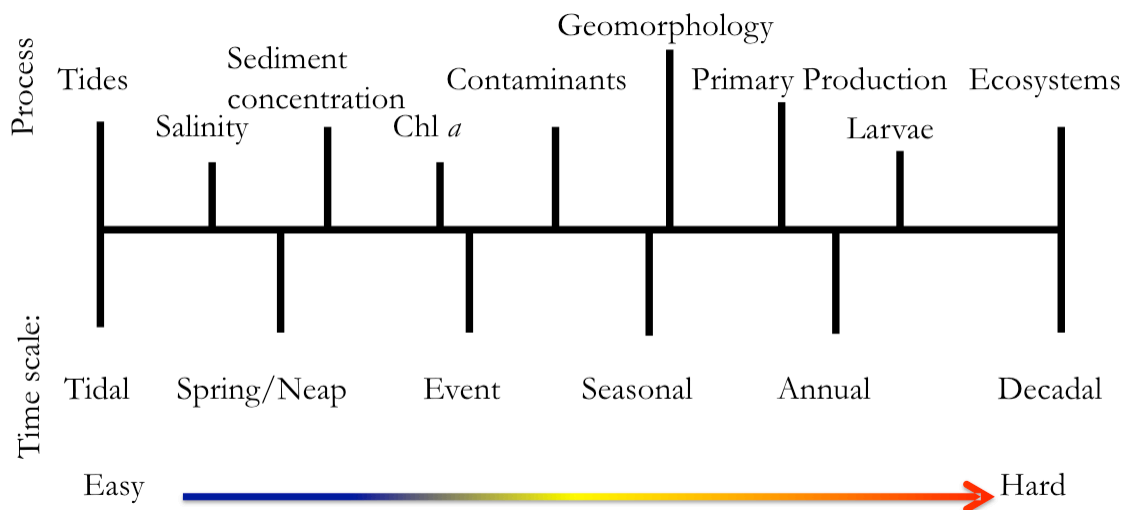 Geomorphology
Process
Tides
Sediment
concentration
Contaminants
Primary Production
Ecosystems
Salinity
Chl a
Larvae
Time scale:
Tidal
Spring/Neap
Event
Seasonal
Annual
Decadal
Easy
Hard